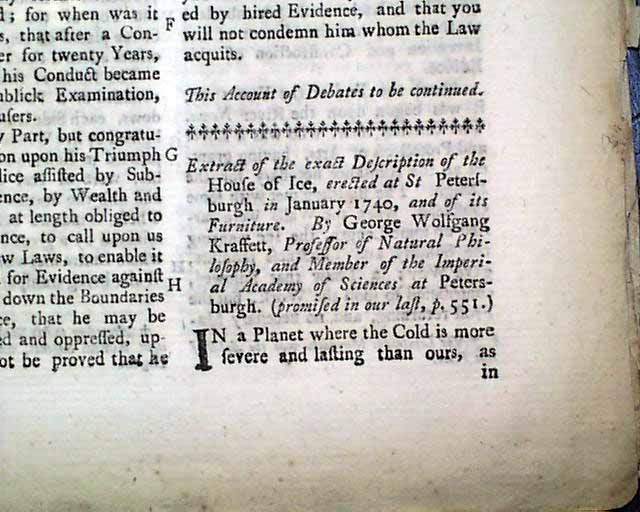 ; for when was it
s, that after a Con-
er for twenty Years,
his Conduct became
ublick Examination,
users.
y Part, but congratu-
on upon his Triumph
lice aſſiſted by Sub-
ence, by Wealth and
at length obliged to
nce, to call upon us
w Laws, to enable it
for Evidence againſt
down the Boundaries
ce, that he may be
ed and oppreſſed, up-
ot be proved that he
F
G
H
ed by hired Evidence, and that you
will not condemn him whom the Law
acquits.
This Account of Debates to be continued.
Extract of the exact Deſcription of the
Houſe of Ice, erected at St Peterſ-
burgh in January 1740, and of its
Furniture. By George Wolfgang
Kraffett, Profeſſor of Natural Phi-
loſophy, and Member of the Imperi-
al Academy of Sciences at Peters-
burgh. (promiſed in our laſt, p. 551.)
IN a Planet where the Cold is more
ſevere and laſting than ours, as
in